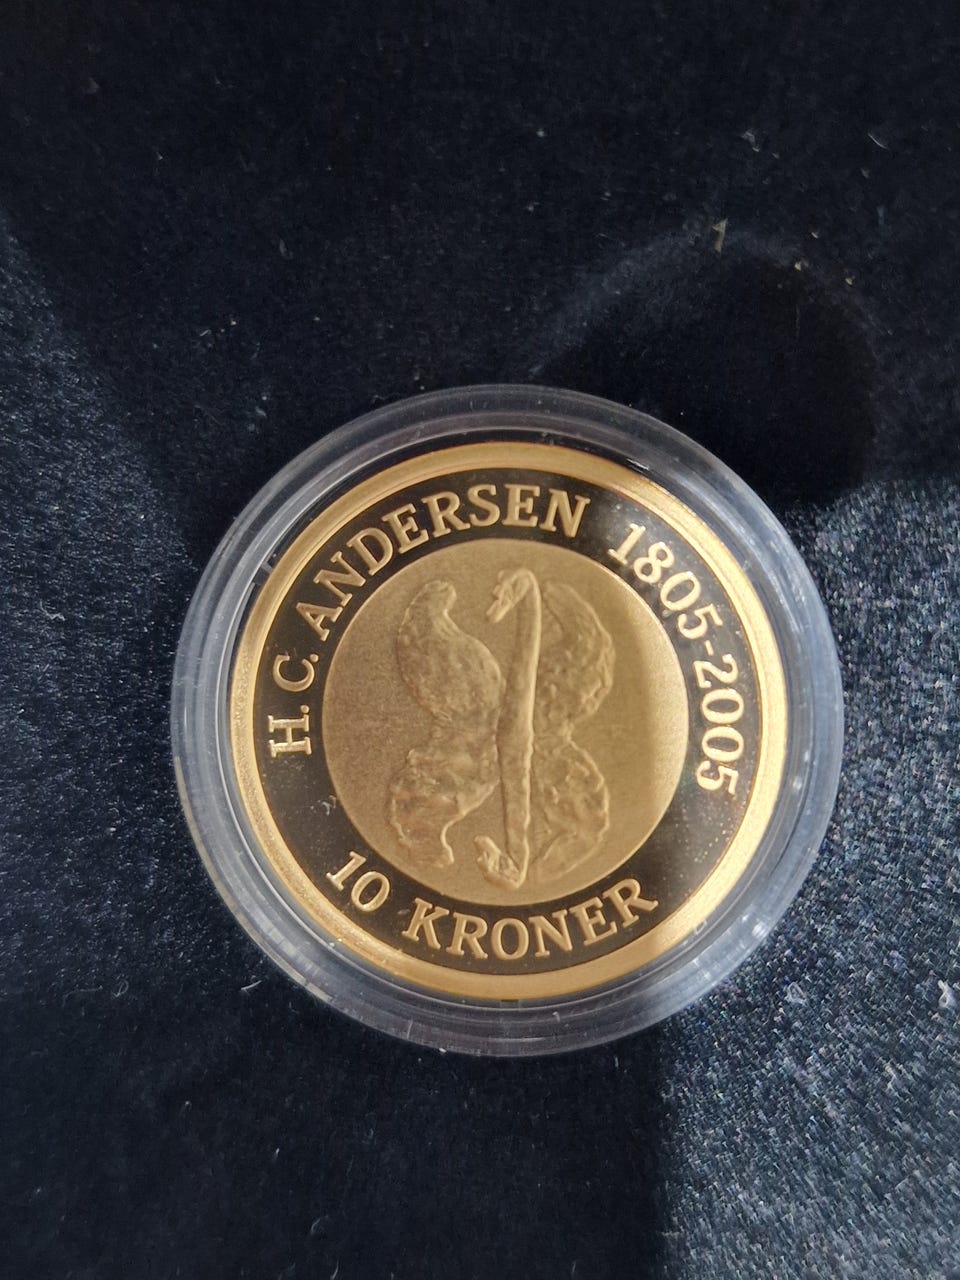 H. C. ANDERSEN 1805-2005
10 KRONER